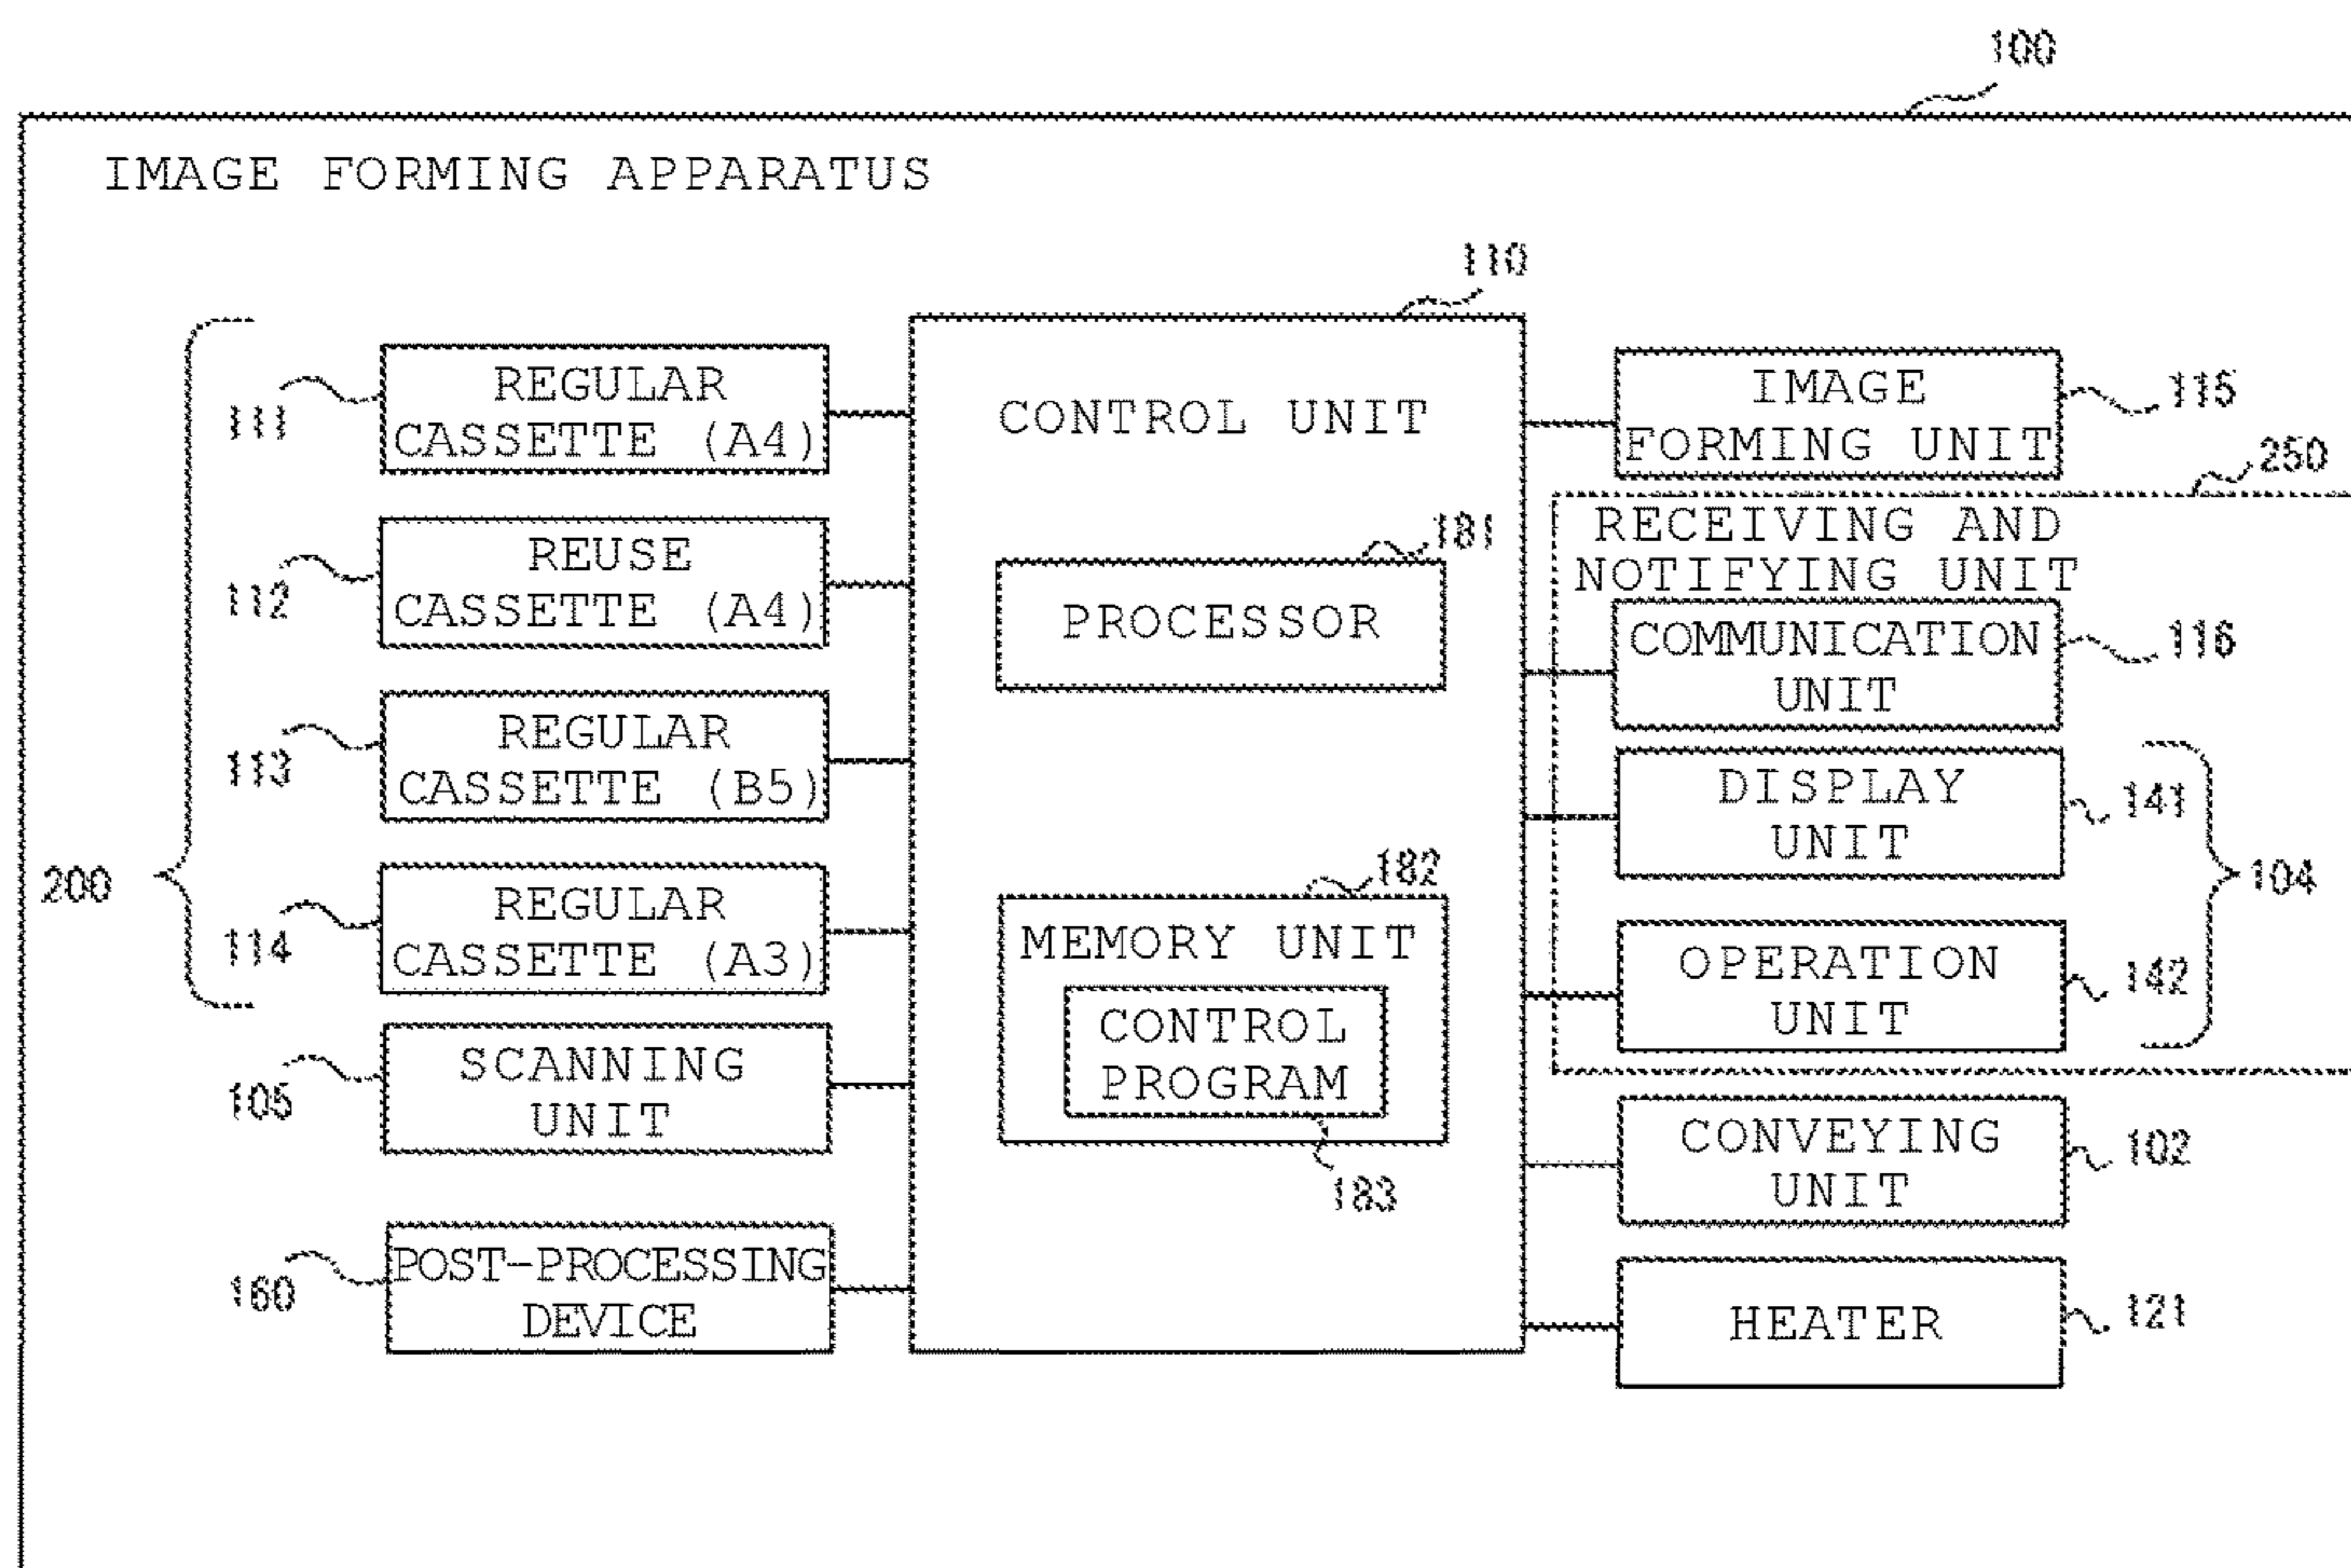 100
IMAGE FORMING APPARATUS
110
111
REGULAR
CASSETTE (A4)
112
REUSE
CASSETTE (A4)
113
REGULAR
CASSETTE (B5)
114
REGULAR
CASSETTE (A3)
200
105
SCANNING
UNIT
160
POST-PROCESSING
DEVICE
CONTROL UNIT
181
PROCESSOR
182
MEMORY UNIT
CONTROL
PROGRAM
183
IMAGE
FORMING UNIT
115
250
RECEIVING AND
NOTIFYING UNIT
COMMUNICATION
UNIT
116
DISPLAY
UNIT
141
104
OPERATION
UNIT
142
CONVEYING
UNIT
102
HEATER
121